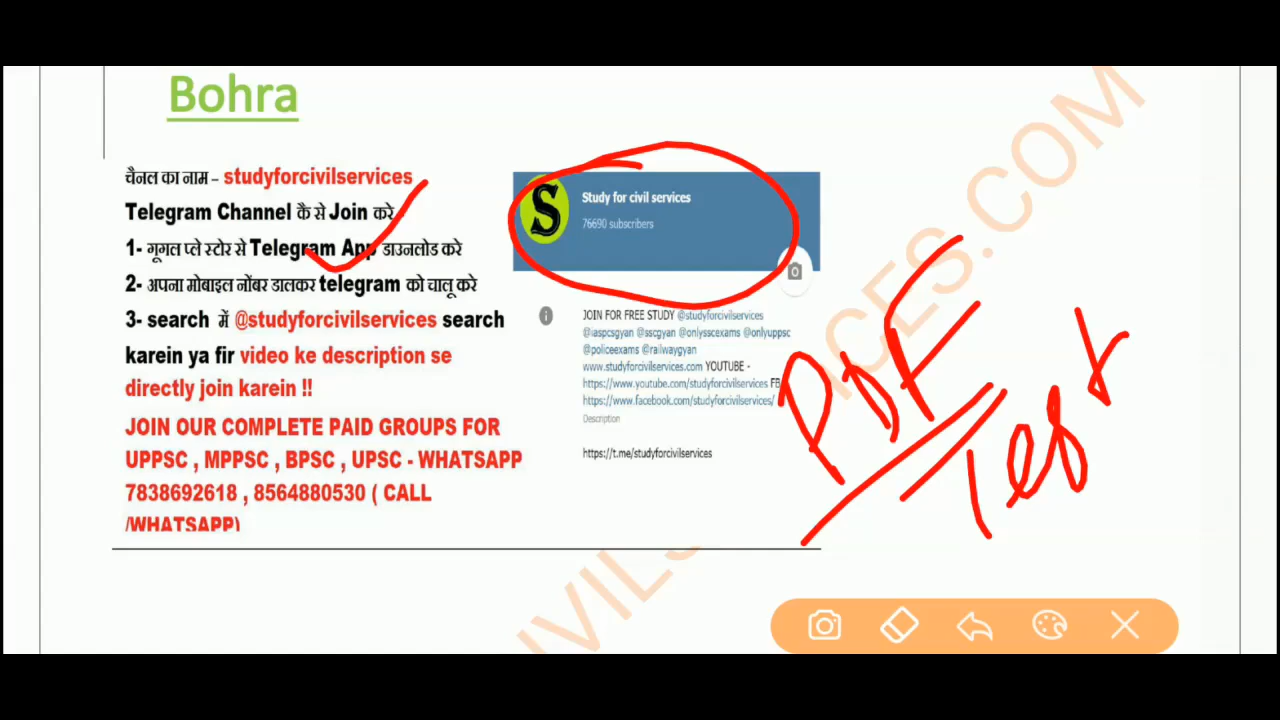 Bohra
चैनल का नाम – studyforcivilservices
Telegram Channel कैसे Join करे -
1- गूगल प्ले स्टोर से Telegram App डाउनलोड करे
2- अपना मोबाइल नोंबर डालकर telegram को चालू करे
3- search में @studyforcivilservices search
karein ya fir video ke description se
directly join karein !!
JOIN OUR COMPLETE PAID GROUPS FOR
UPPSC , MPPSC , BPSC , UPSC - WHATSAPP
7838692618 , 8564880530 ( CALL
/WHATSAPP)
S
Study for civil services
76690 subscribers
JOIN FOR FREE STUDY @studyforcivilservices
@iaspcsgyan @sscgyan @onlysscexams @onlyuppsc
@policeexams @railwaygyan
www.studyforcivilservices.com YOUTUBE -
https://www.youtube.com/studyforcivilservices FB
https://www.facebook.com/studyforcivilservices/
Description
https://t.me/studyforcivilservices
PDF
Test